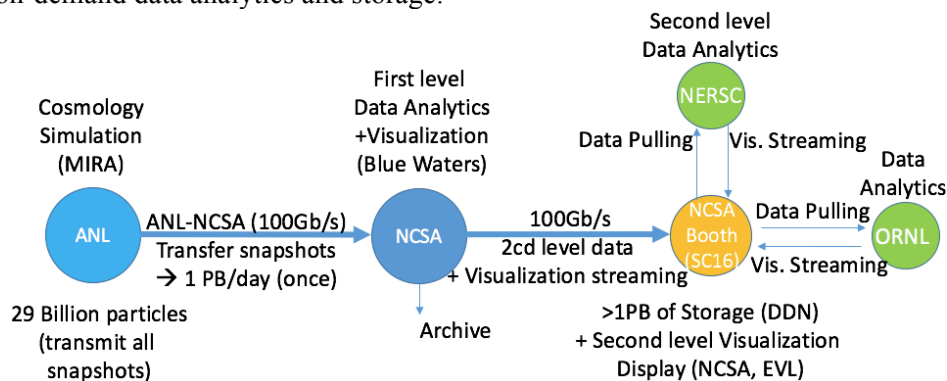 on-demand data analytics and storage.
Second level
Data Analytics
NERSC
First level
Data Analytics
+Visualization
(Blue Waters)
Cosmology
Simulation
(MIRA)
Data Pulling
Vis. Streaming
Data
Analytics
ANL
ANL-NCSA (100Gb/s)
Transfer snapshots
→ 1 PB/day (once)
NCSA
100Gb/s
2cd level data
+ Visualization streaming
NCSA
Booth
(SC16)
Data Pulling
Vis. Streaming
ORNL
29 Billion particles
(transmit all
snapshots)
Archive
>1PB of Storage (DDN)
+ Second level Visualization
Display (NCSA, EVL)